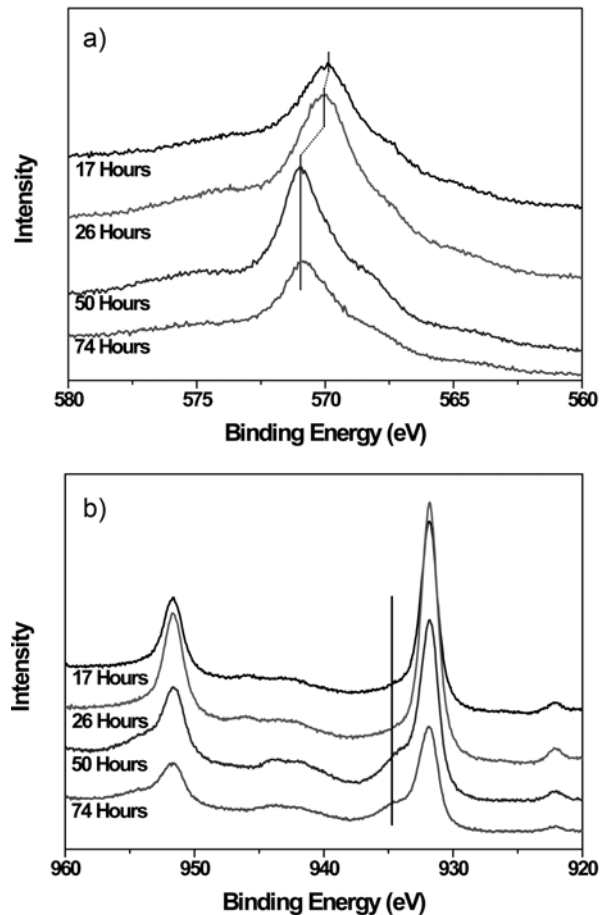 a)
Intensity
17 Hours
26 Hours
50 Hours
74 Hours
580 575 570 565 560
Binding Energy (eV)
b)
Intensity
17 Hours
26 Hours
50 Hours
74 Hours
960 950 940 930 920
Binding Energy (eV)